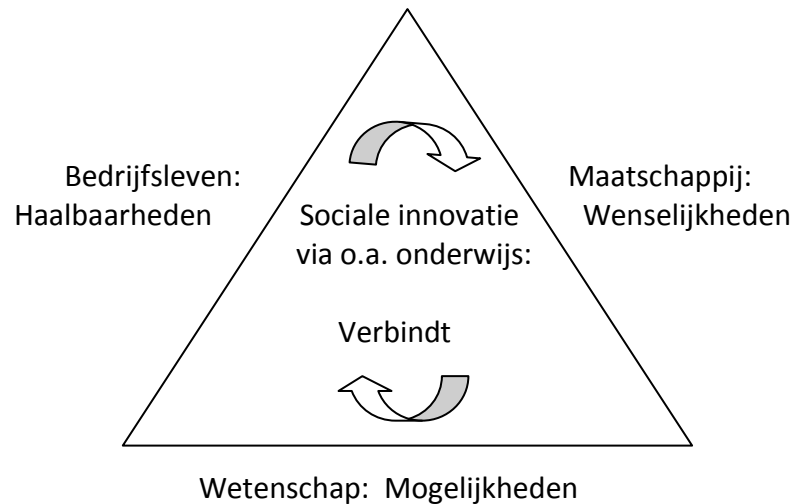 Bedrijfsleven:
Haalbaarheden
Maatschappij:
Wenselijkheden
Sociale innovatie
via o.a. onderwijs:
Verbindt
Wetenschap: Mogelijkheden